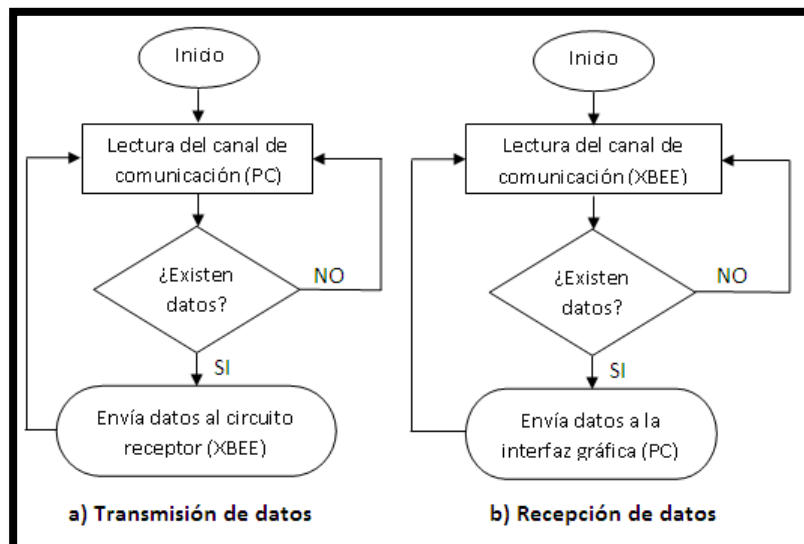 Inicio
Lectura del canal de
comunicación (PC)
¿Existen
datos?
NO
SI
Envía datos al circuito
receptor (XBEE)
a) Transmisión de datos
Inicio
Lectura del canal de
comunicación (XBEE)
¿Existen
datos?
NO
SI
Envía datos a la
interfaz gráfica (PC)
b) Recepción de datos